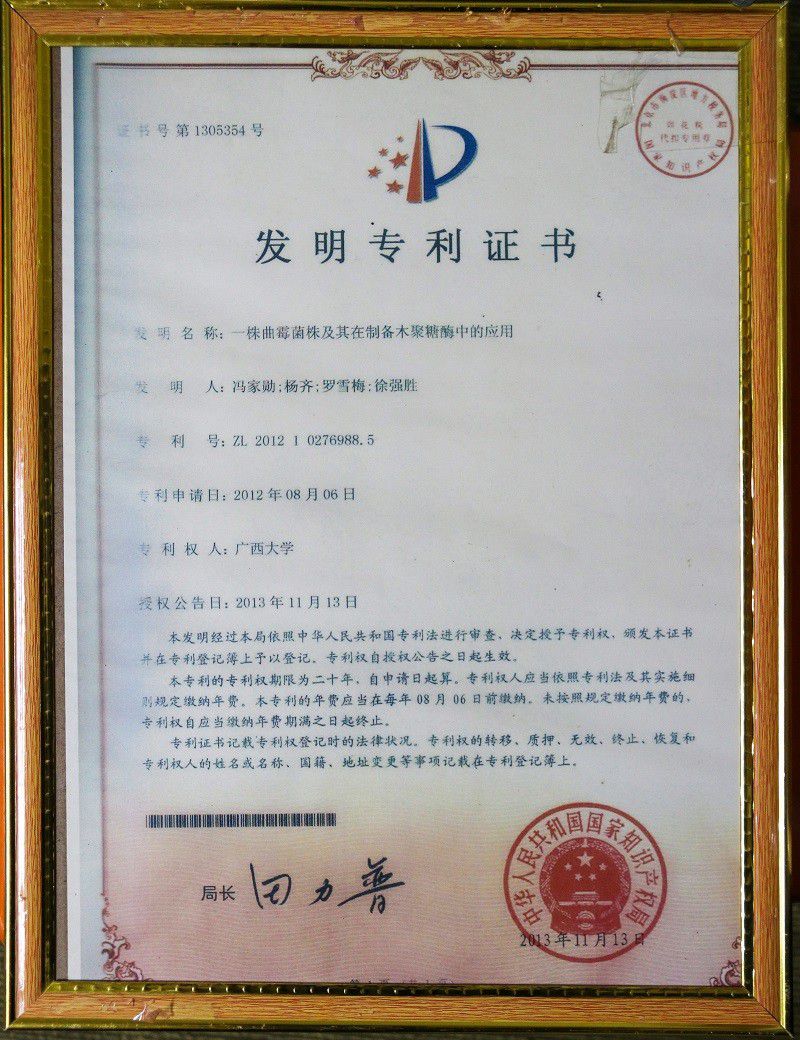 证书号第1305354号
印花税
代扣专用章
国家知识产权局
发明专利证书
发明名称：一株曲霉菌株及其在制备木聚糖酶中的应用
发明人：冯家勋；杨齐；罗雪梅；徐强胜
专利号：ZL 2012 1 0276988.5
专利申请日：2012年08月06日
专利权人：广西大学
授权公告日：2013年11月13日
本发明经过本局依照中华人民共和国专利法进行审查、决定授予专利权，颁发本证书
并在专利登记簿上予以登记。专利权自授权公告之日起生效。
本专利的专利权期限为二十年，自申请日起算。专利权人应当依照专利法及其实施细
则规定缴纳年费。本专利的年费应当在每年08月06日前缴纳。未按照规定缴纳年费的，
专利权自应当缴纳年费期满之日起终止。
专利证书记载专利权登记时的法律状况。专利权的转移、质押、无效、终止、恢复和
专利权人的姓名或名称、国籍、地址变更等事项记载在专利登记簿上。
局长 田力普
中华人民共和国国家知识产权局
2013年11月13日